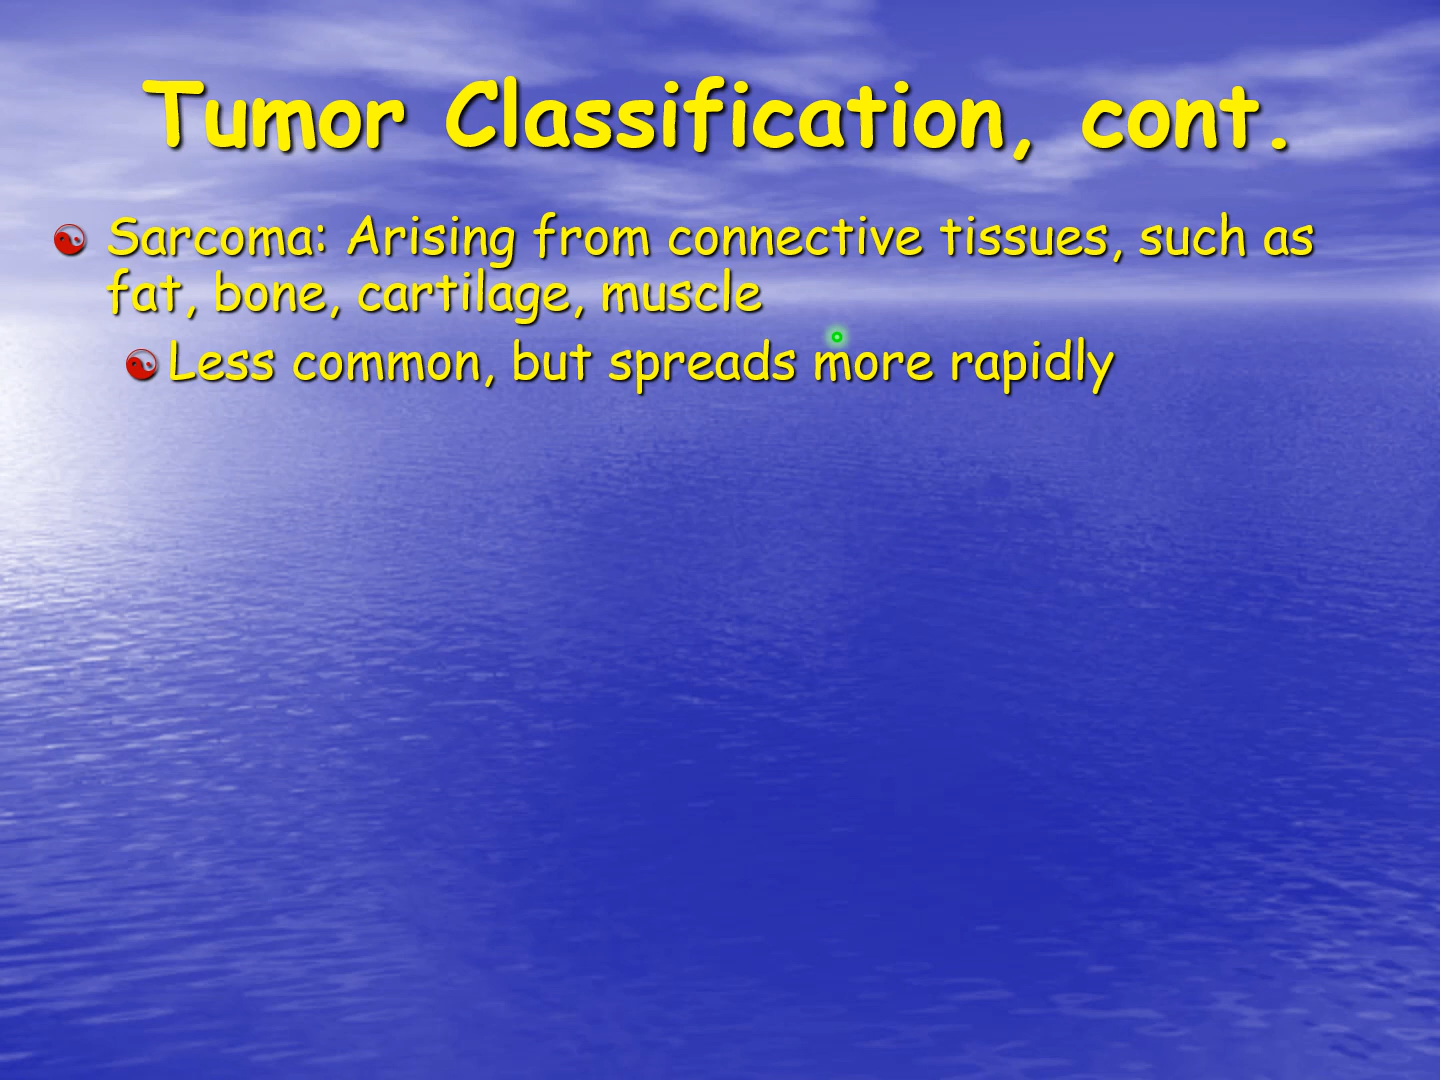 Tumor Classification, cont.
Sarcoma: Arising from connective tissues, such as
fat, bone, cartilage, muscle
Less common, but spreads more rapidly